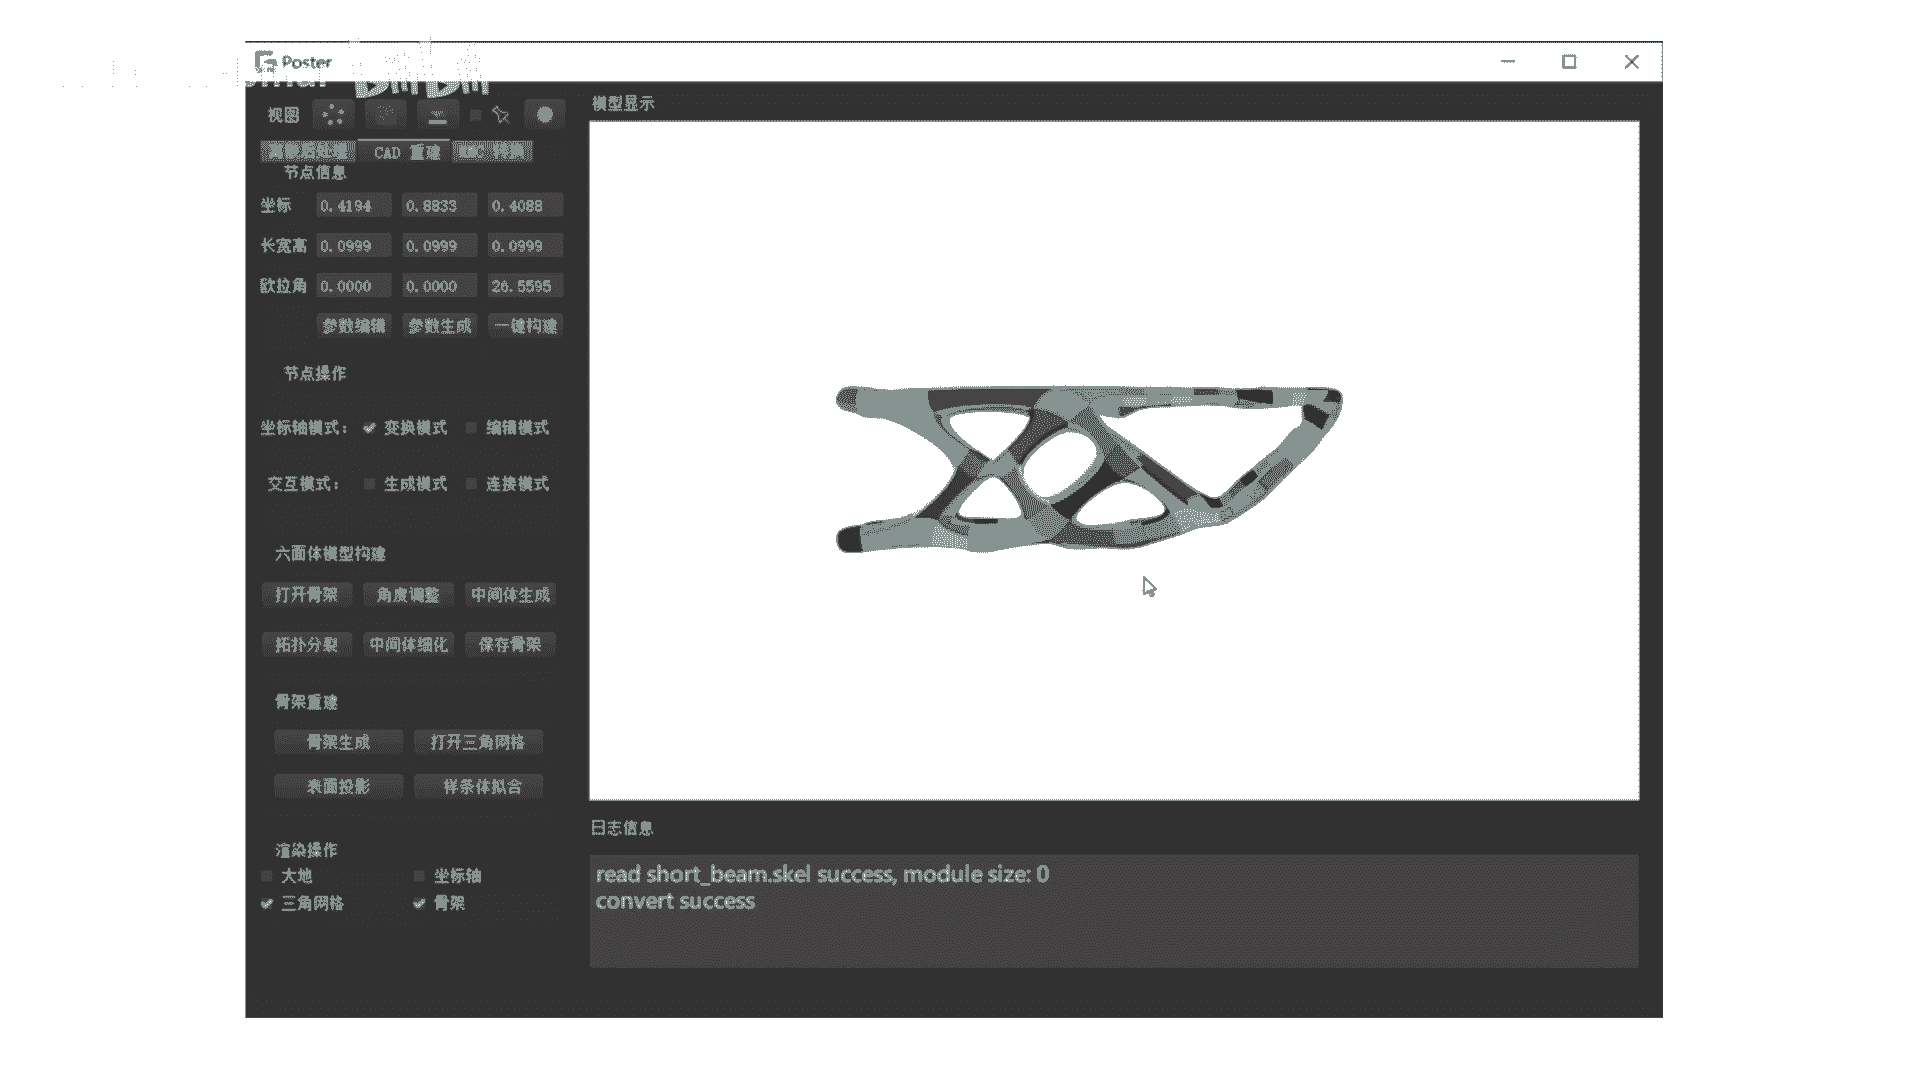 Poster
视图
模型显示
CAD 重建
节点信息
坐标 0.4194 0.8833 0.4088
长宽高 0.0999 0.0999 0.0999
欧拉角 0.0000 0.0000 26.5595
参数编辑 参数生成 一键构建
节点操作
坐标轴模式: 变换模式 编辑模式
交互模式: 生成模式 连接模式
六面体模型构建
打开骨架 角度调整 中间体生成
拓扑分裂 中间体细化 保存骨架
骨架重建
骨架生成 打开三角网格
表面投影 样条体拟合
渲染操作
大地 坐标轴
三角网格 骨架
日志信息
read short_beam.skel success, module size: 0
convert success